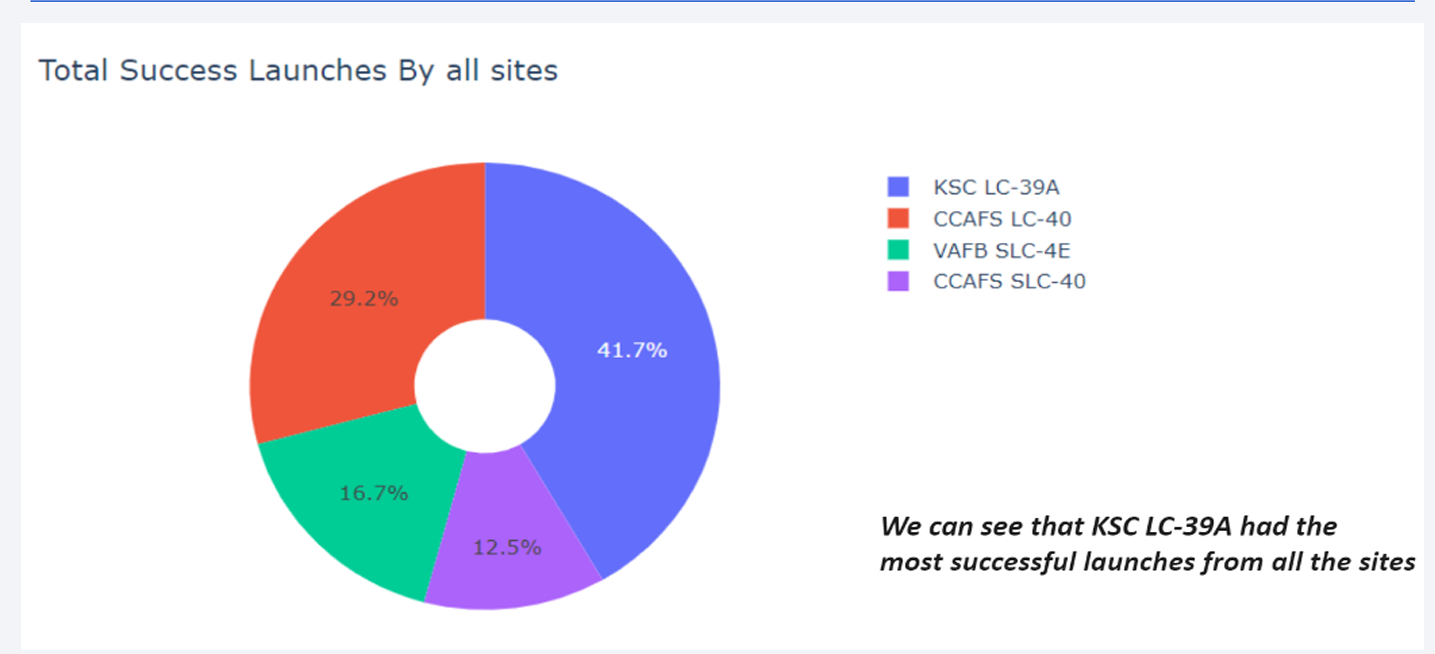 Total Success Launches By all sites
KSC LC-39A
CCAFS LC-40
VAFB SLC-4E
CCAFS SLC-40
29.2%
41.7%
16.7%
12.5%
We can see that KSC LC-39A had the
most successful launches from all the sites